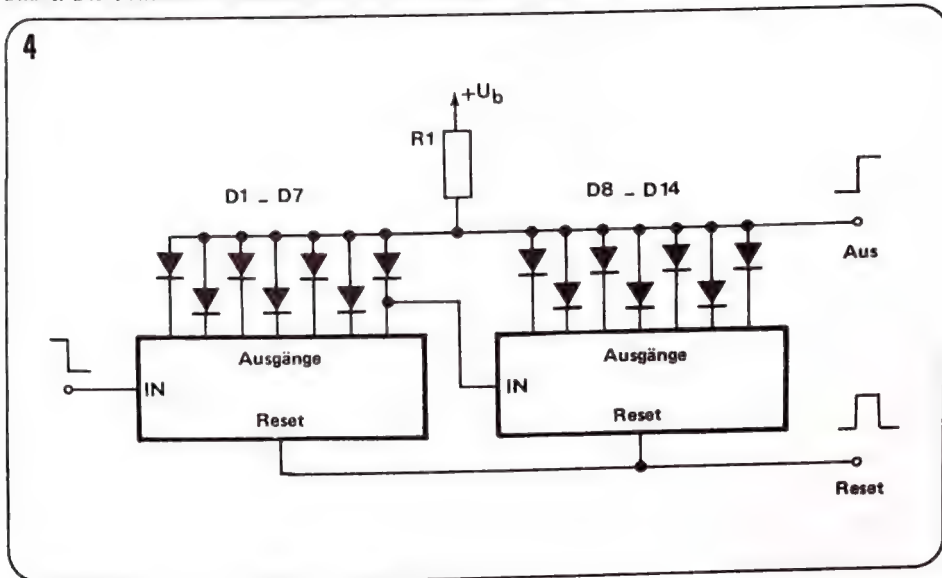 4
+Ub
R1
D1 _ D7
D8 _ D14
Aus
Ausgänge
IN
Reset
Ausgänge
IN
Reset
Reset